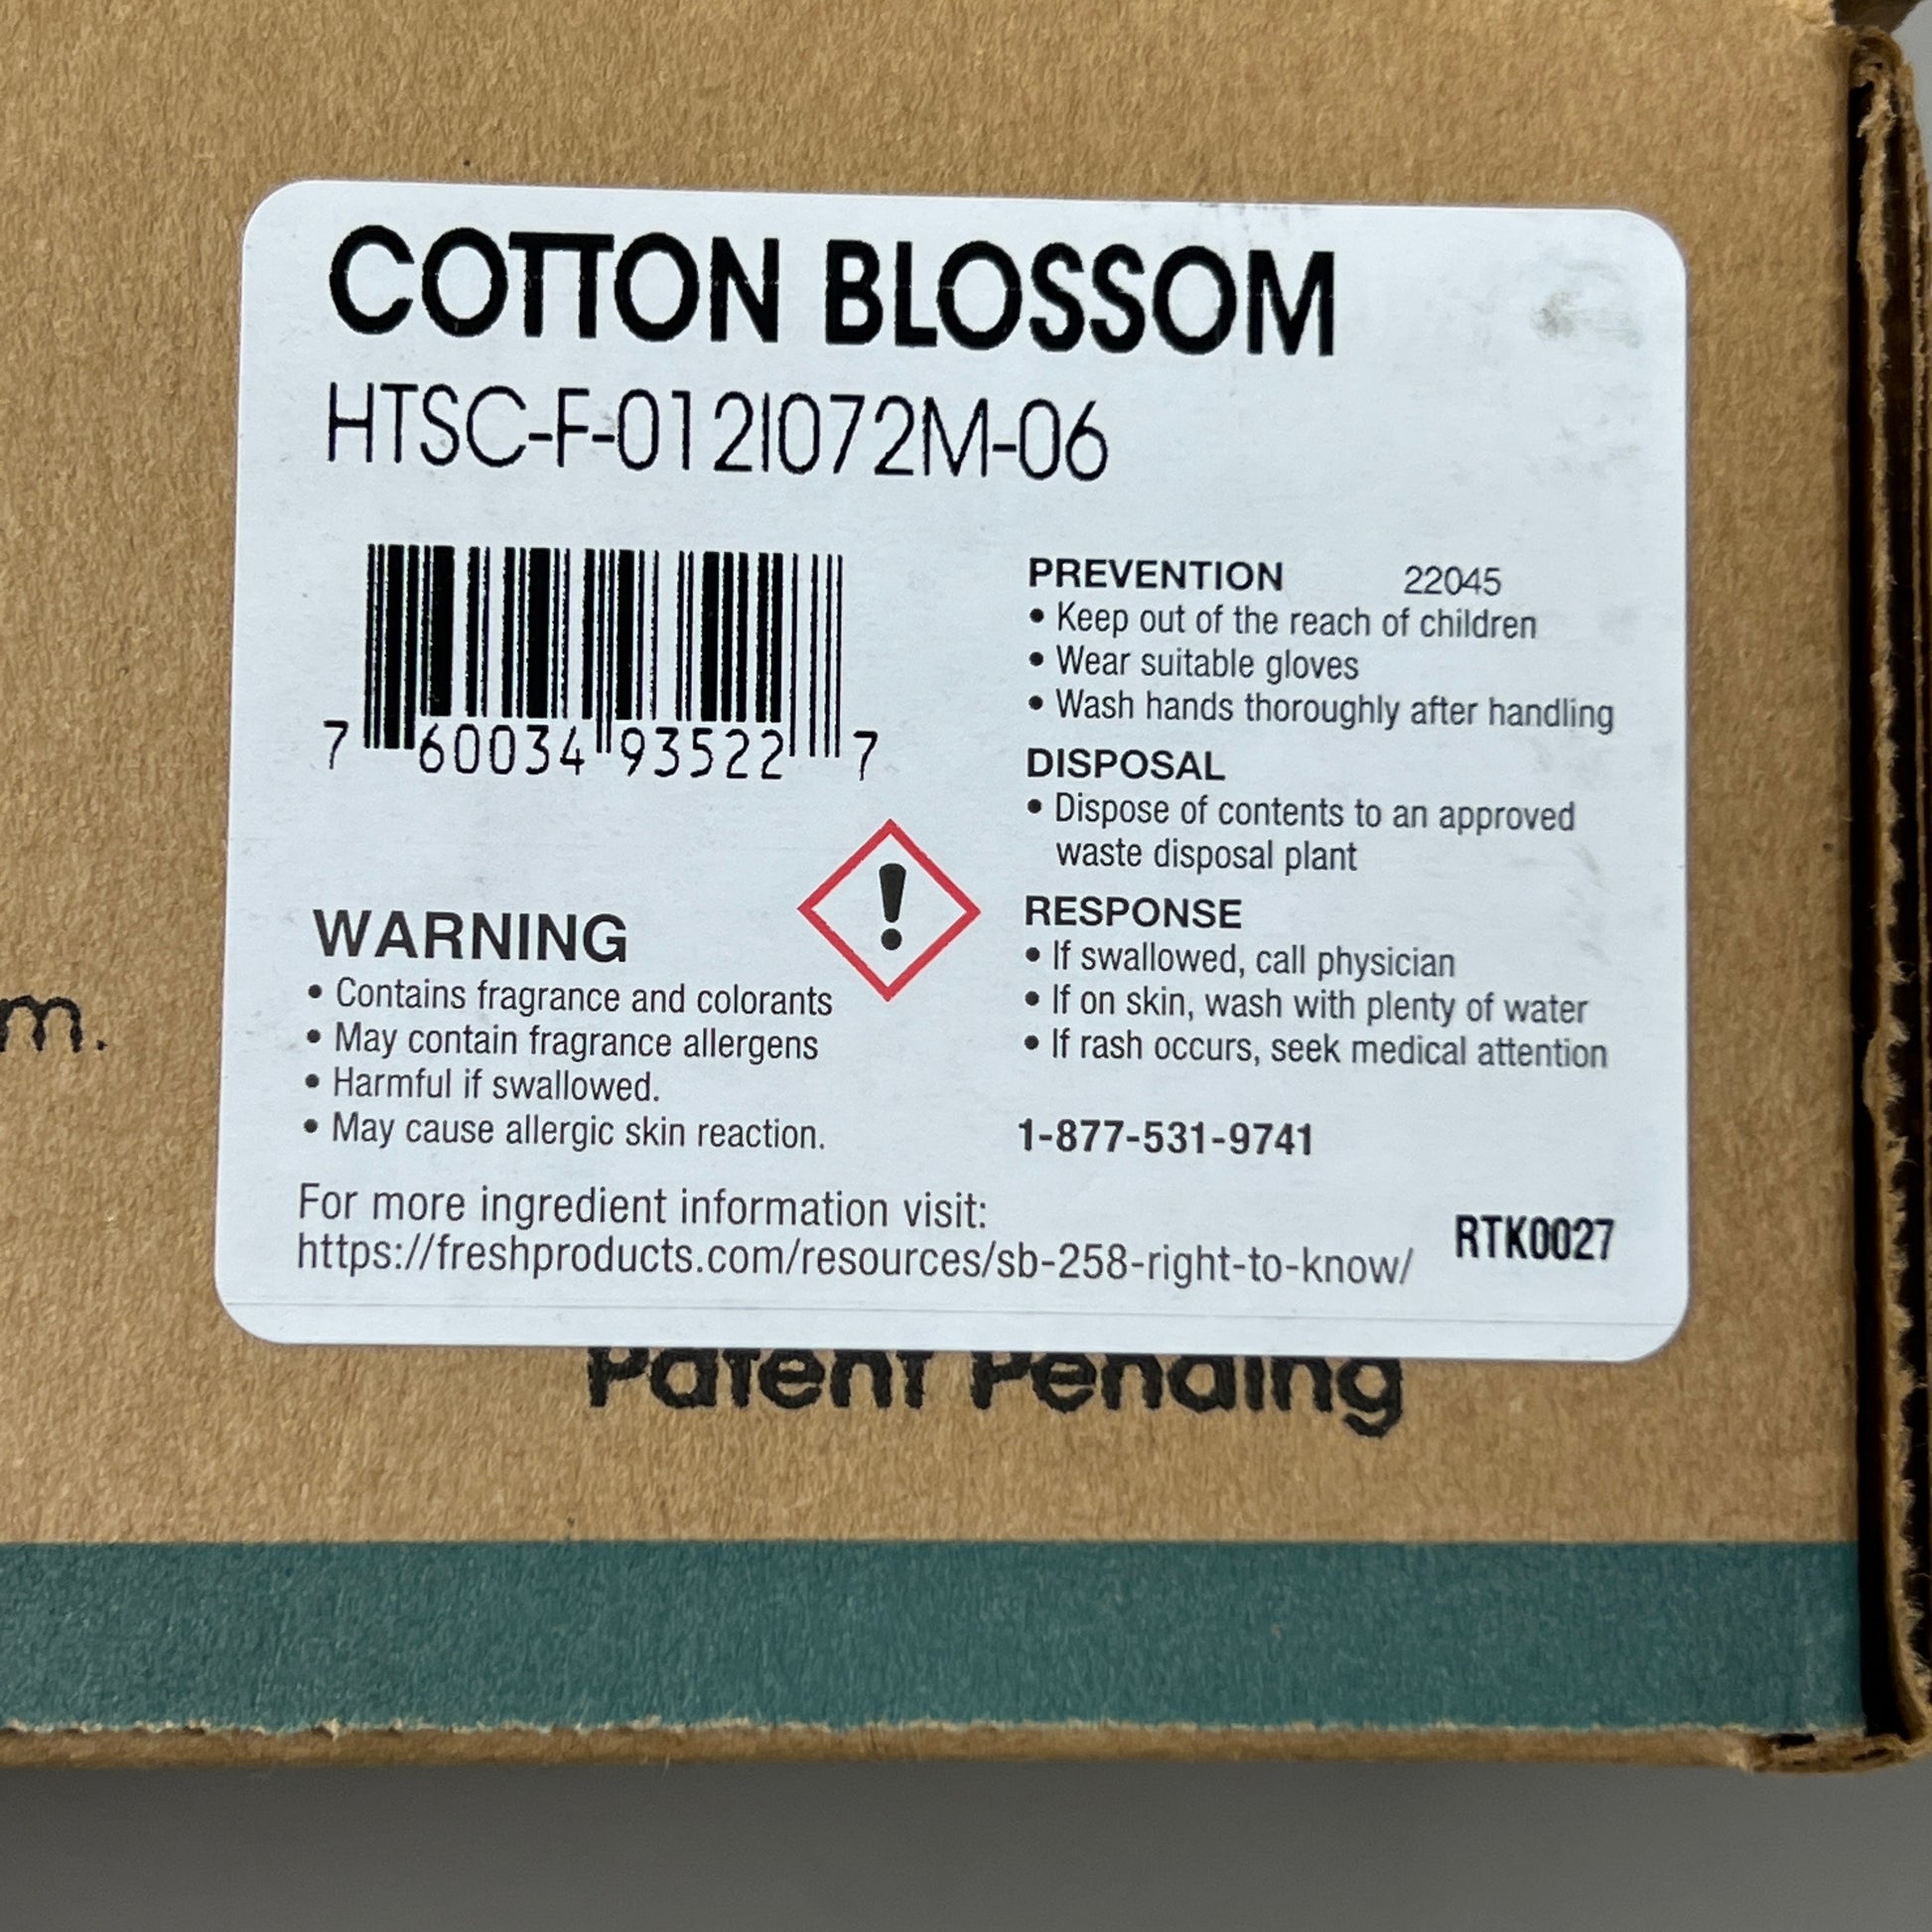 COTTON BLOSSOM
HTSC-F-012I072M-06
7 60034 93522 7
WARNING
• Contains fragrance and colorants
• May contain fragrance allergens
• Harmful if swallowed.
• May cause allergic skin reaction.
PREVENTION 22045
• Keep out of the reach of children
• Wear suitable gloves
• Wash hands thoroughly after handling
DISPOSAL
• Dispose of contents to an approved
waste disposal plant
RESPONSE
• If swallowed, call physician
• If on skin, wash with plenty of water
• If rash occurs, seek medical attention
1-877-531-9741
For more ingredient information visit:
https://freshproducts.com/resources/sb-258-right-to-know/
RTK0027
Patent Pending